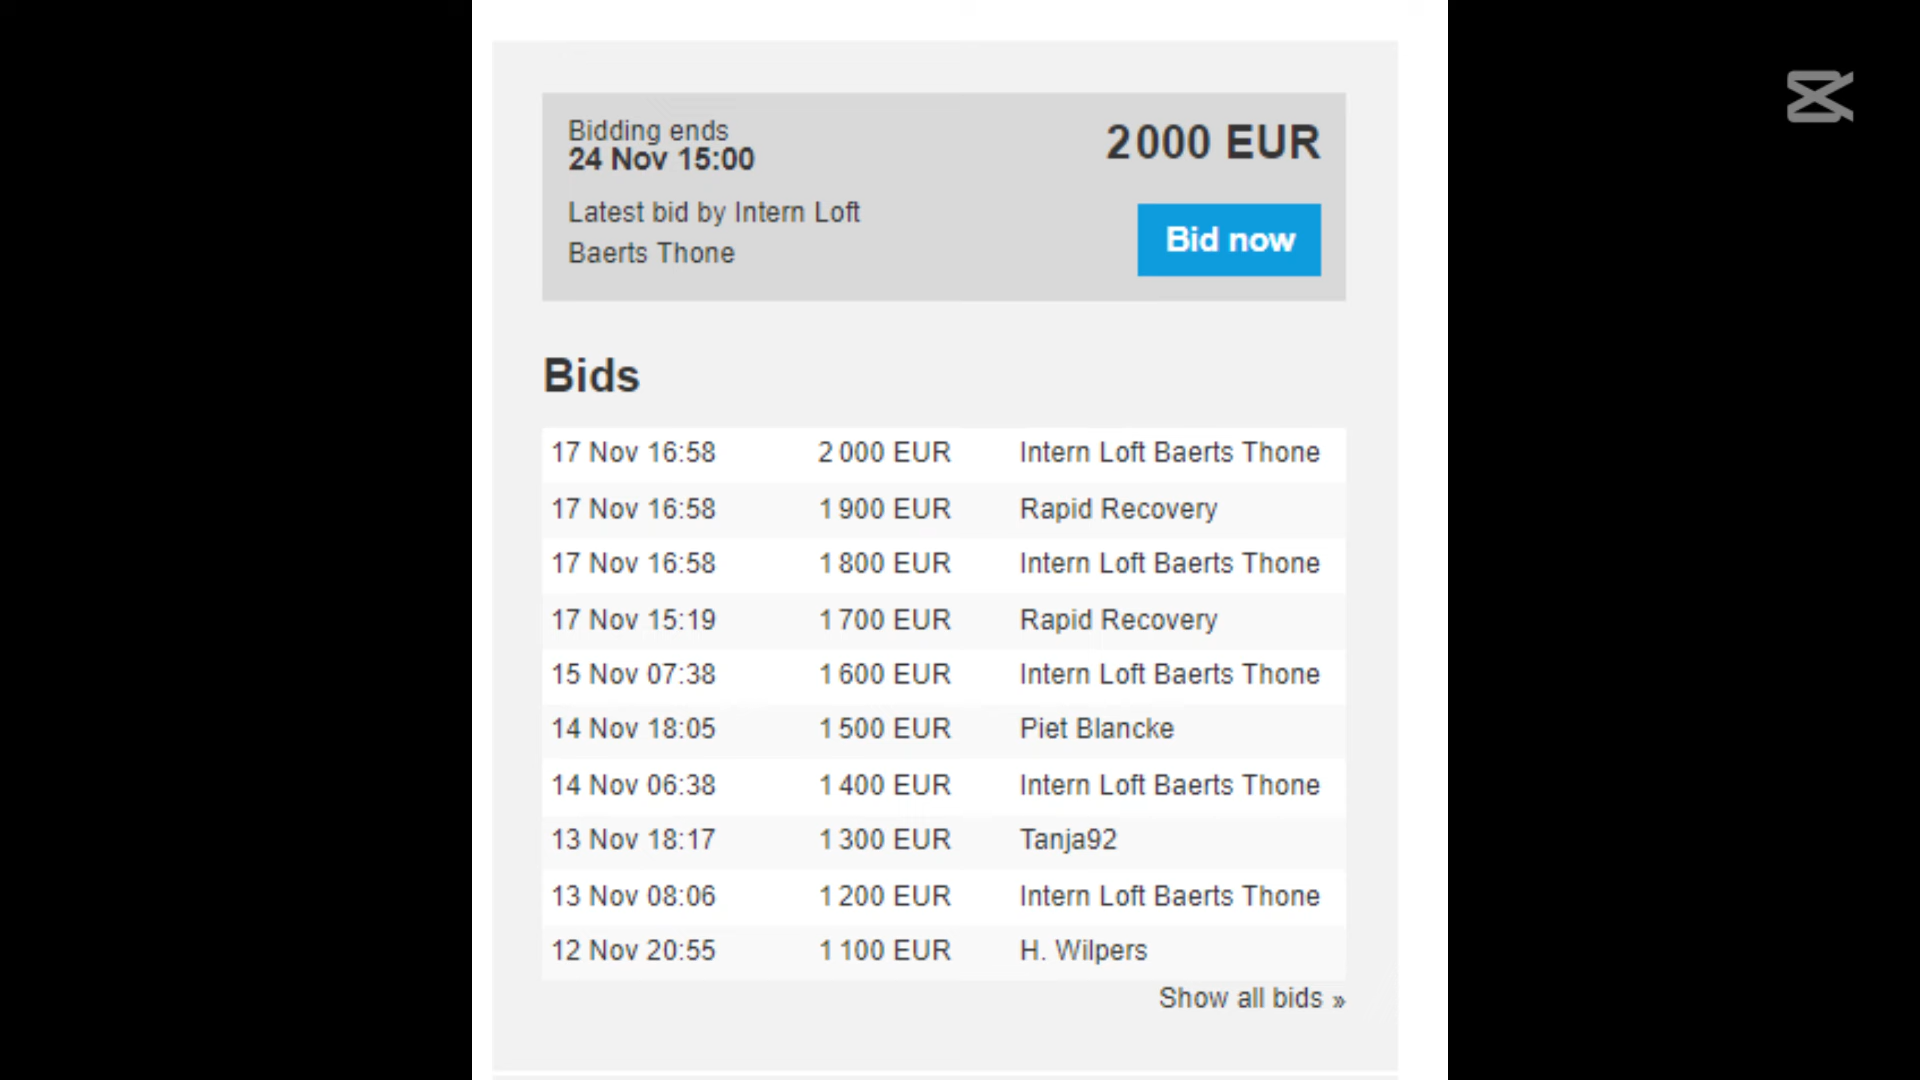 Bidding ends
24 Nov 15:00
2 000 EUR
Latest bid by Intern Loft
Baerts Thone
Bid now
Bids
17 Nov 16:58 2 000 EUR Intern Loft Baerts Thone
17 Nov 16:58 1 900 EUR Rapid Recovery
17 Nov 16:58 1 800 EUR Intern Loft Baerts Thone
17 Nov 15:19 1 700 EUR Rapid Recovery
15 Nov 07:38 1 600 EUR Intern Loft Baerts Thone
14 Nov 18:05 1 500 EUR Piet Blancke
14 Nov 06:38 1 400 EUR Intern Loft Baerts Thone
13 Nov 18:17 1 300 EUR Tanja92
13 Nov 08:06 1 200 EUR Intern Loft Baerts Thone
12 Nov 20:55 1 100 EUR H. Wilpers
Show all bids »